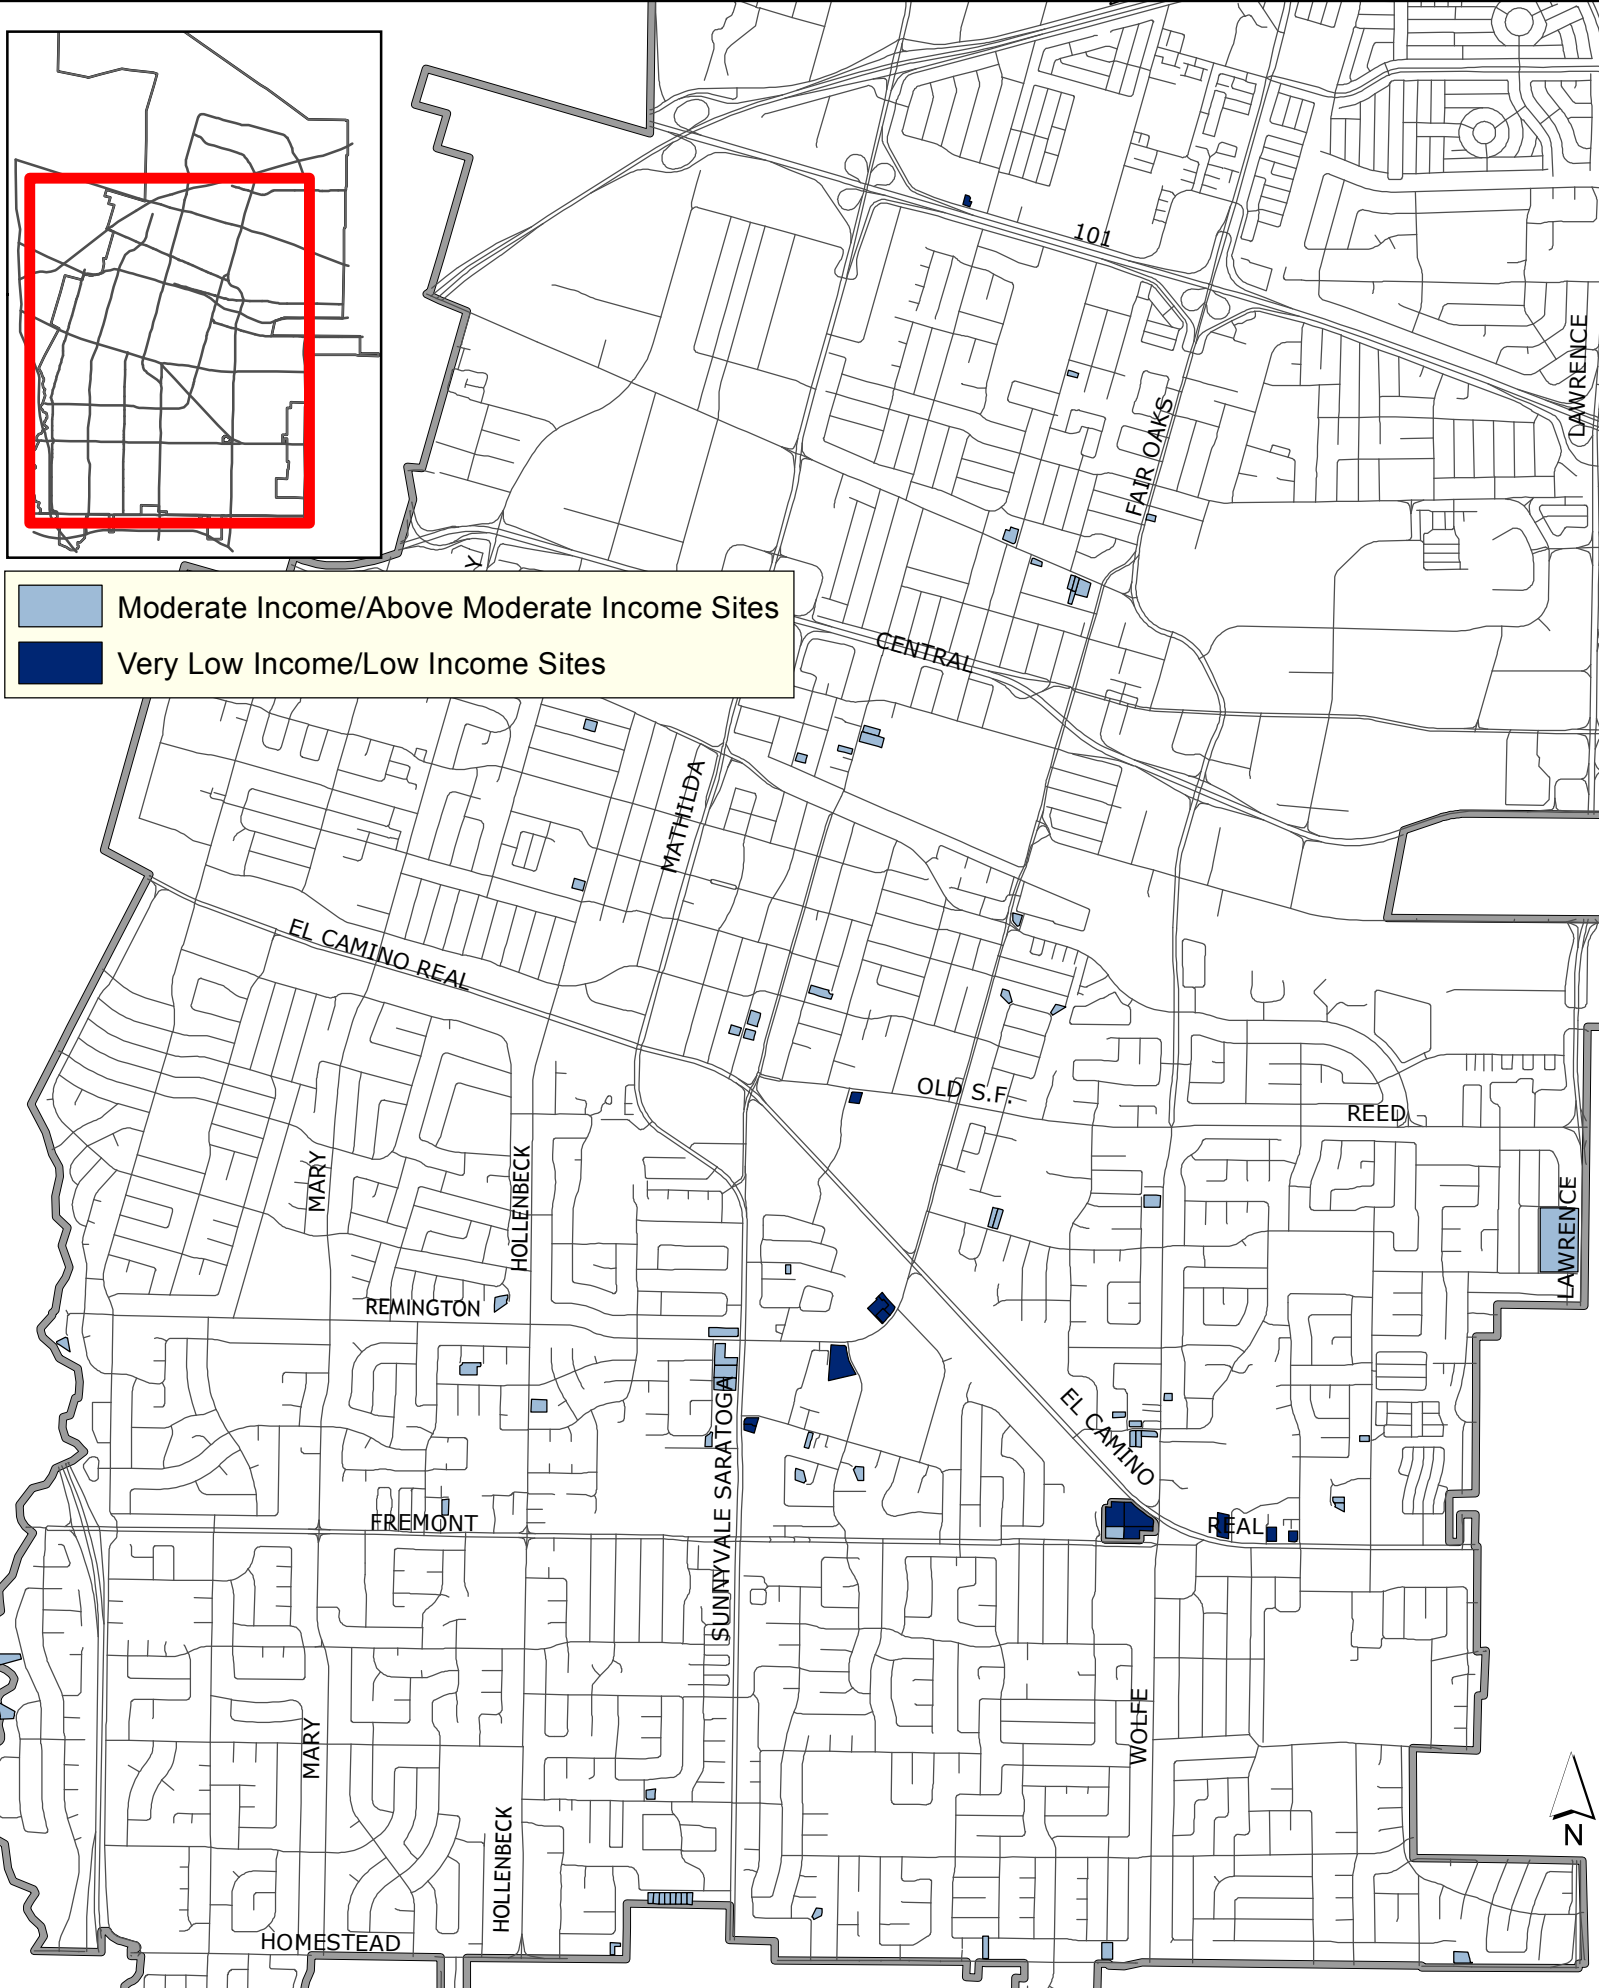 101
LAWRENCE
FAIR OAKS
Y
Moderate Income/Above Moderate Income Sites
Very Low Income/Low Income Sites
CENTRAL
MATHILDA
EL CAMINO REAL
OLD S.F.
REED
MARY
HOLLENBECK
LAWRENCE
REMINGTON
SUNNYVALE SARATOGA
EL CAMINO
REAL
FREMONT
WOLFE
MARY
HOLLENBECK
N
HOMESTEAD